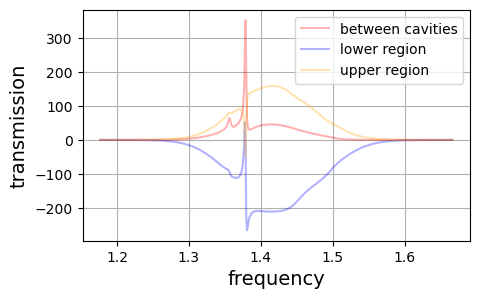 between cavities
lower region
upper region
300
200
100
0
−100
−200
transmission
1.2
1.3
1.4
1.5
1.6
frequency